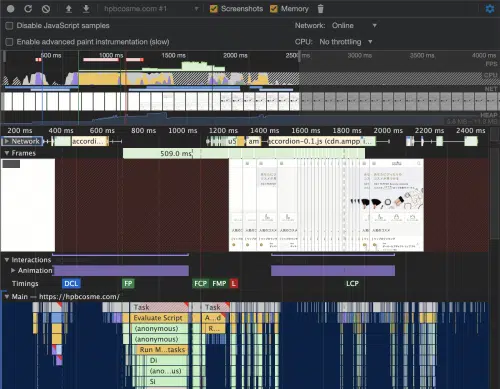 hpbcosme.com #1 Screenshots Memory
Disable JavaScript samples Network: Online
Enable advanced paint instrumentation (slow) CPU: No throttling
500 ms 1000 ms 1500 ms 2000 ms 2500 ms
FPS
CPU
NET
HEAP
200 ms 400 ms 600 ms 800 ms 1000 ms 1200 ms 1400 ms 1600 ms 1800 ms 2000 ms 2200 ms 2400 ms
Network accordi... u5 am accordion-0.1.js (cdn.ampp
Frames 509.0 ms
Interactions
Animation
Timings DCL FP FCP FMP L LCP
Main — https://hpbcosme.com/
Task Task
Evaluate Script A...d
(anonymous) R...
(anonymous)
Run M...tasks
Di
(ano...us)
Si